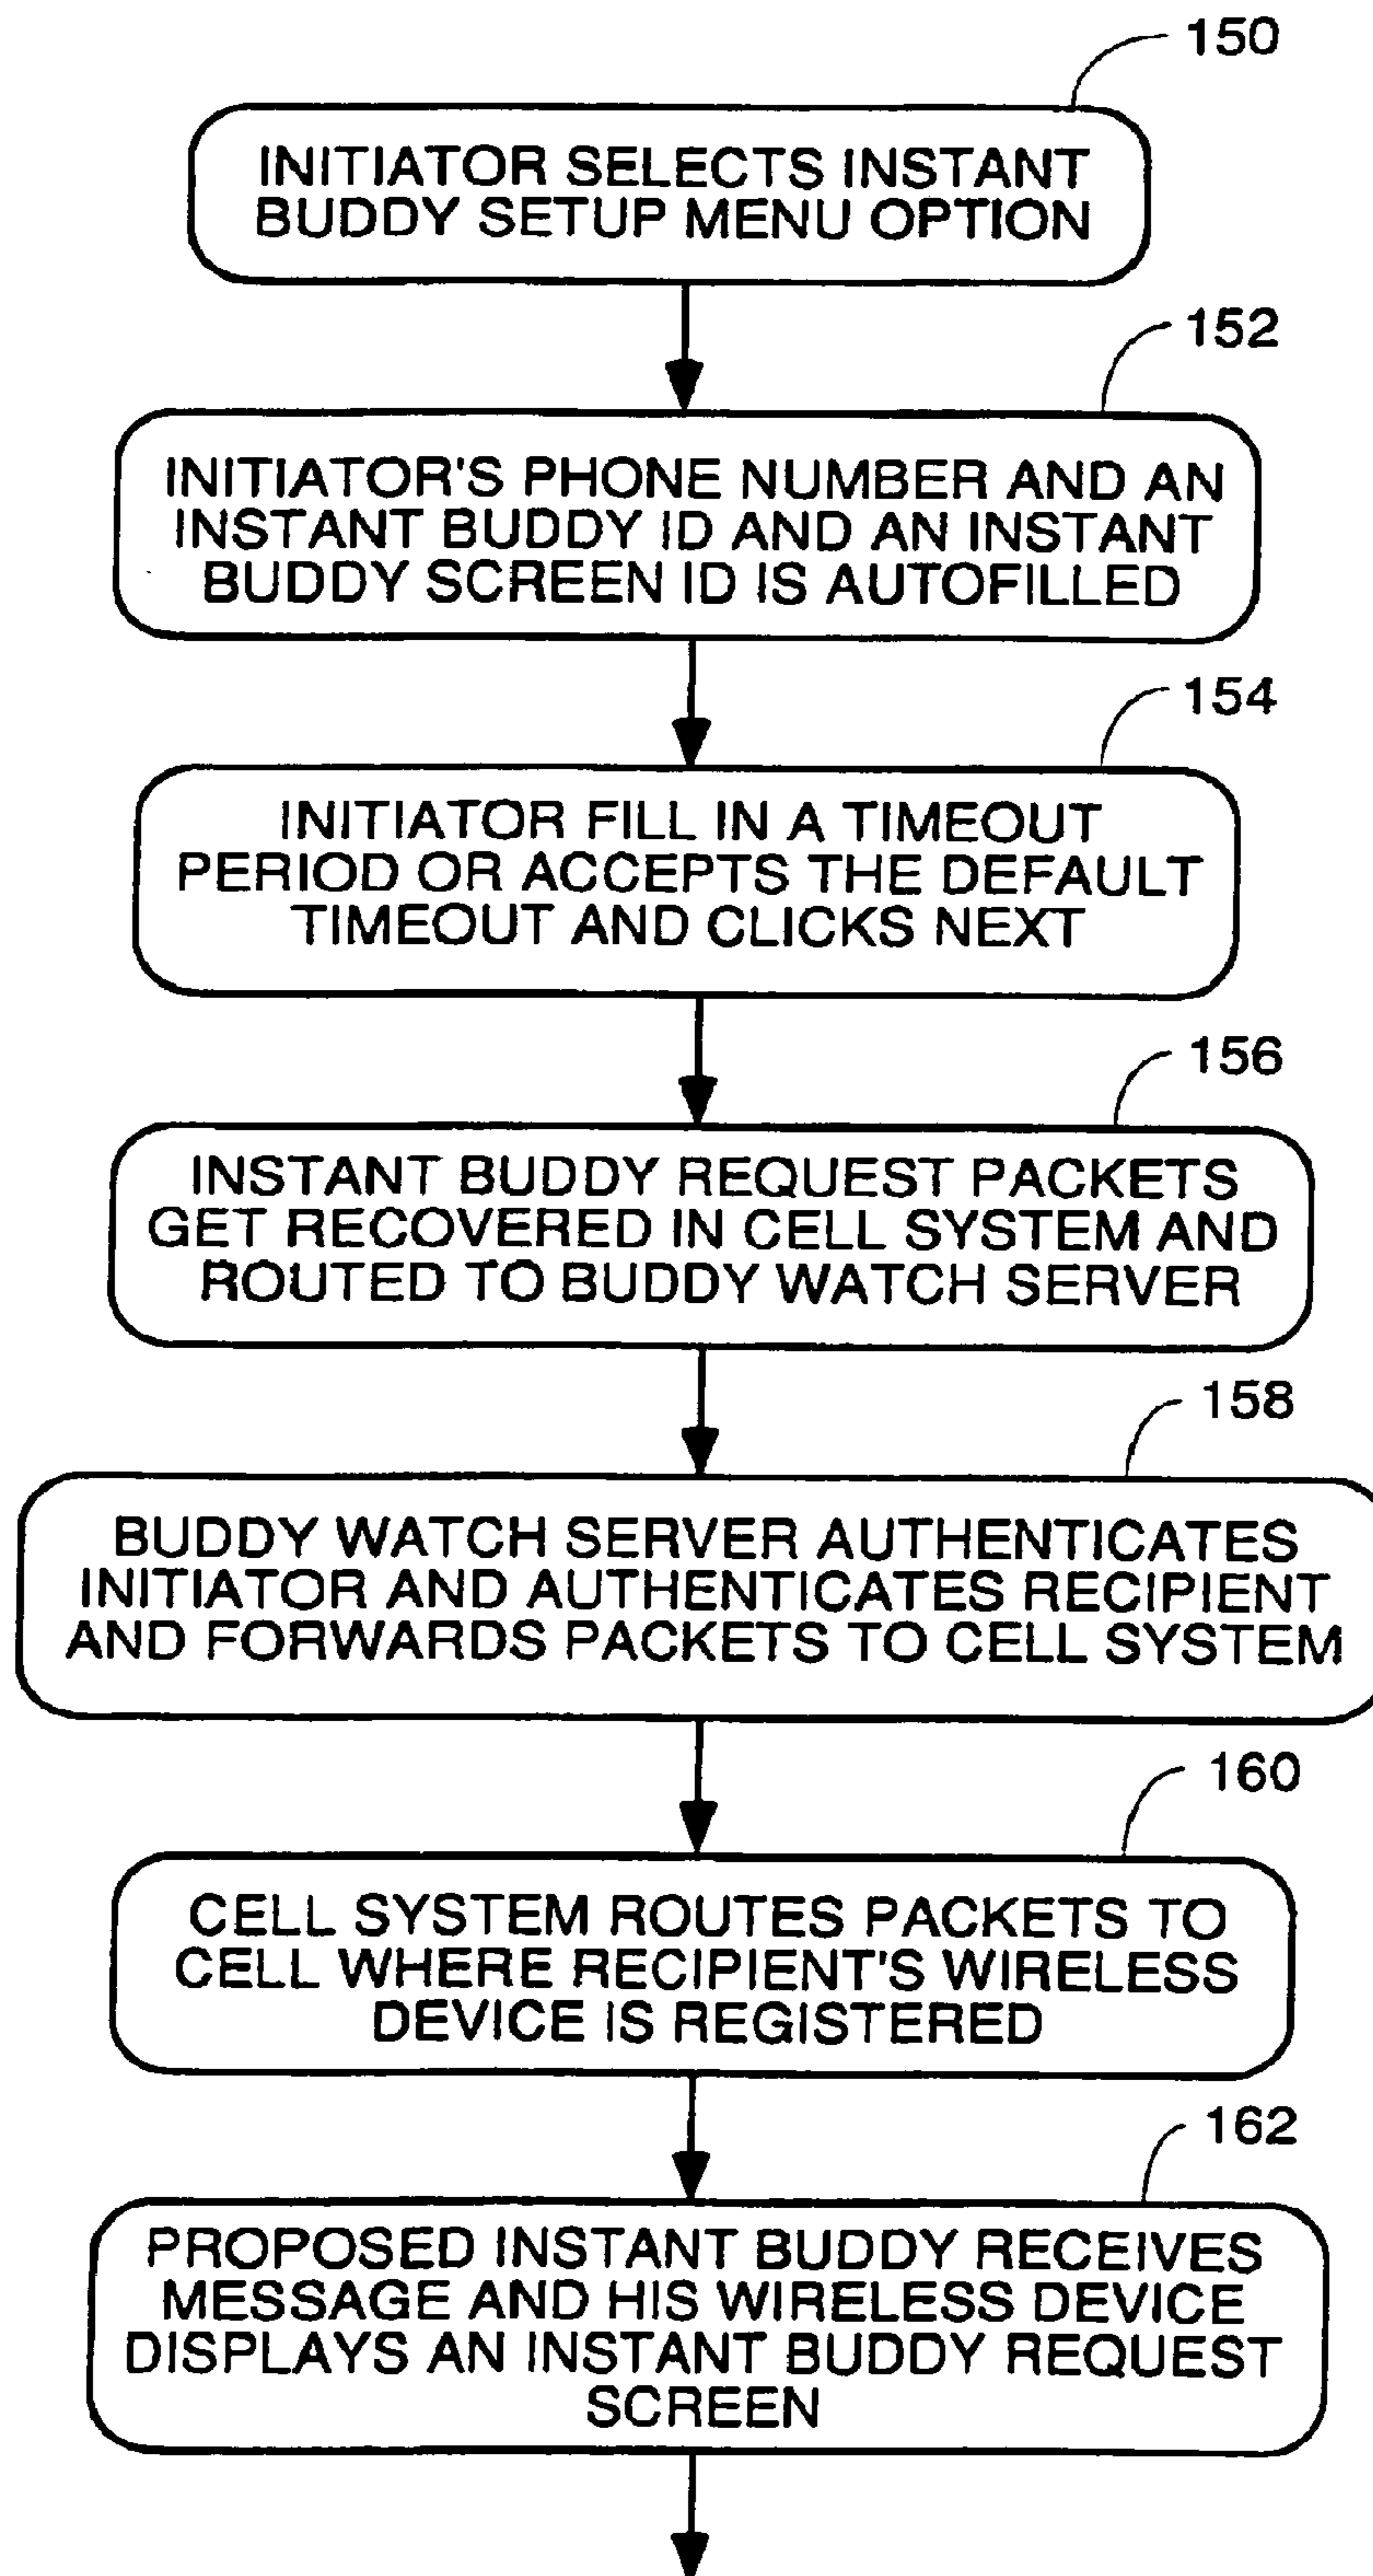 150
INITIATOR SELECTS INSTANT
BUDDY SETUP MENU OPTION
152
INITIATOR'S PHONE NUMBER AND AN
INSTANT BUDDY ID AND AN INSTANT
BUDDY SCREEN ID IS AUTOFILLED
154
INITIATOR FILL IN A TIMEOUT
PERIOD OR ACCEPTS THE DEFAULT
TIMEOUT AND CLICKS NEXT
156
INSTANT BUDDY REQUEST PACKETS
GET RECOVERED IN CELL SYSTEM AND
ROUTED TO BUDDY WATCH SERVER
158
BUDDY WATCH SERVER AUTHENTICATES
INITIATOR AND AUTHENTICATES RECIPIENT
AND FORWARDS PACKETS TO CELL SYSTEM
160
CELL SYSTEM ROUTES PACKETS TO
CELL WHERE RECIPIENT'S WIRELESS
DEVICE IS REGISTERED
162
PROPOSED INSTANT BUDDY RECEIVES
MESSAGE AND HIS WIRELESS DEVICE
DISPLAYS AN INSTANT BUDDY REQUEST
SCREEN